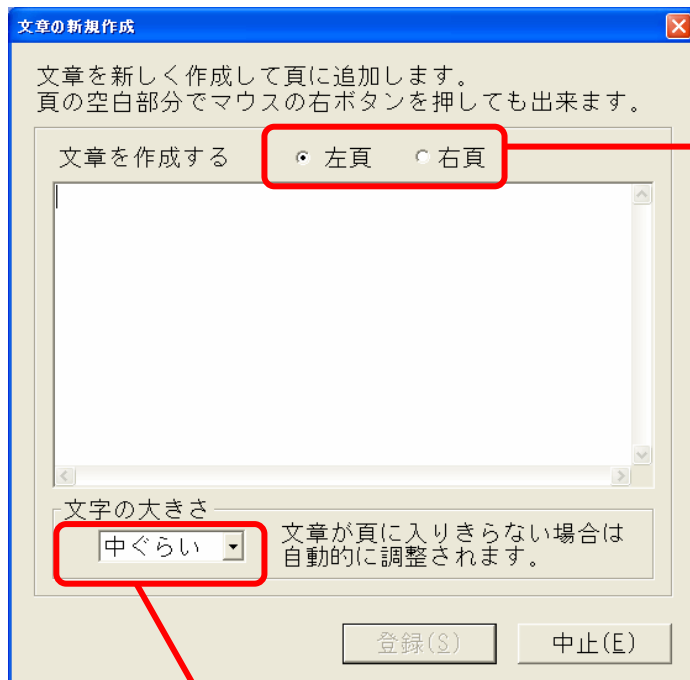 文章の新規作成
文章を新しく作成して頁に追加します。
頁の空白部分でマウスの右ボタンを押しても出来ます。
文章を作成する 左頁 右頁
文字の大きさ
中ぐらい
文章が頁に入りきらない場合は
自動的に調整されます。
登録(S) 中止(E)